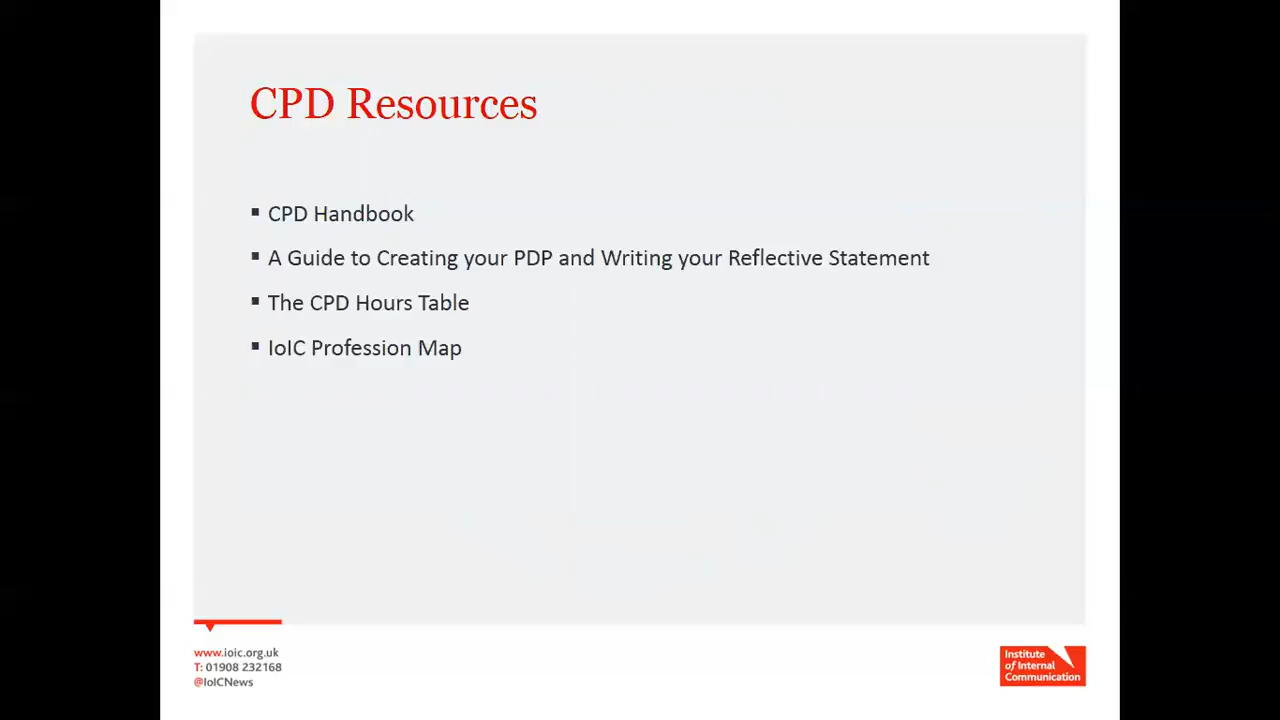 CPD Resources
▪ CPD Handbook
▪ A Guide to Creating your PDP and Writing your Reflective Statement
▪ The CPD Hours Table
▪ IoIC Profession Map
www.ioic.org.uk
T: 01908 232168
@IoICNews
Institute
of Internal
Communication